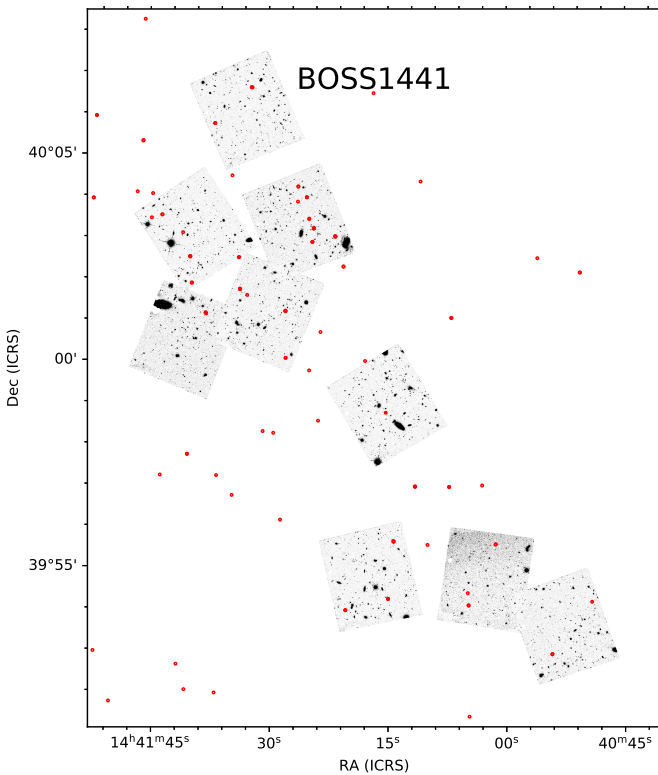 BOSS1441
40°05'
00'
39°55'
Dec (ICRS)
14ʰ41ᵐ45ˢ 30ˢ 15ˢ 00ˢ 40ᵐ45ˢ
RA (ICRS)